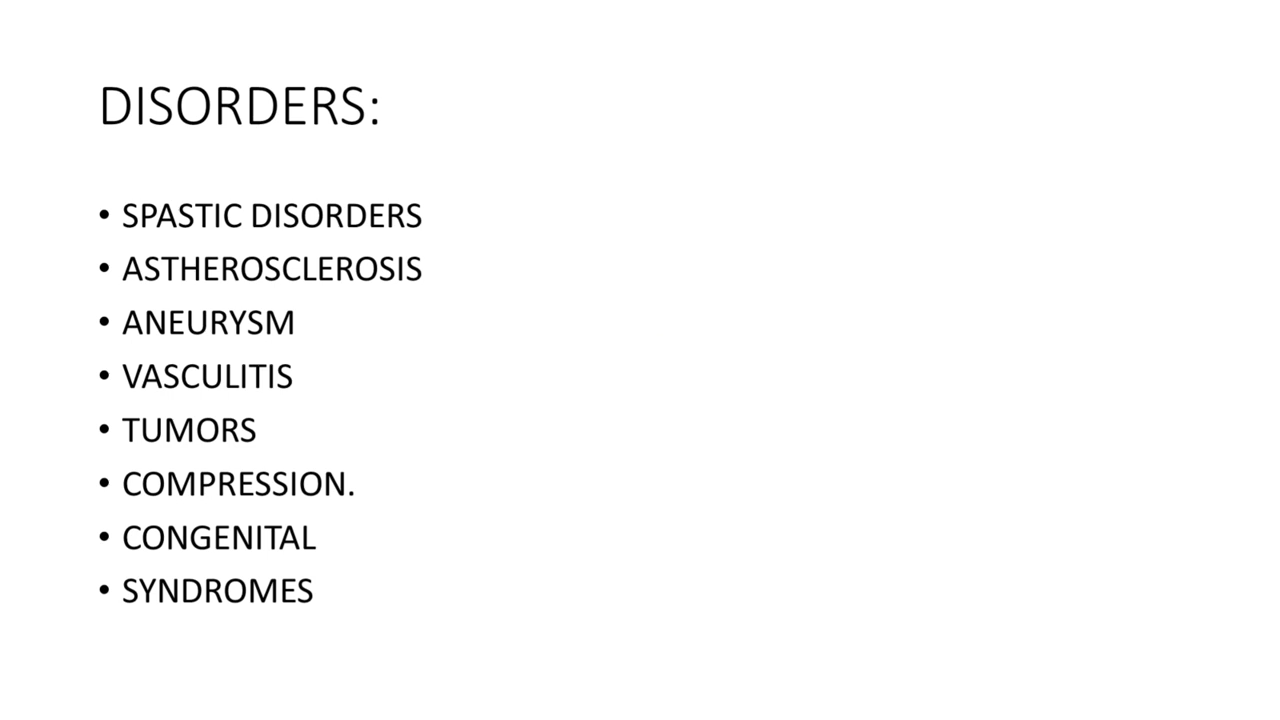 DISORDERS:
• SPASTIC DISORDERS
• ASTHEROSCLEROSIS
• ANEURYSM
• VASCULITIS
• TUMORS
• COMPRESSION.
• CONGENITAL
• SYNDROMES